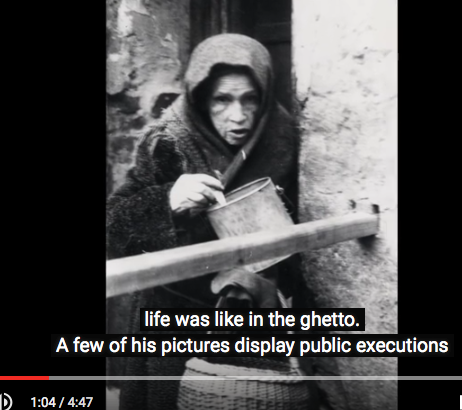 life was like in the ghetto.
A few of his pictures display public executions
1:04 / 4:47